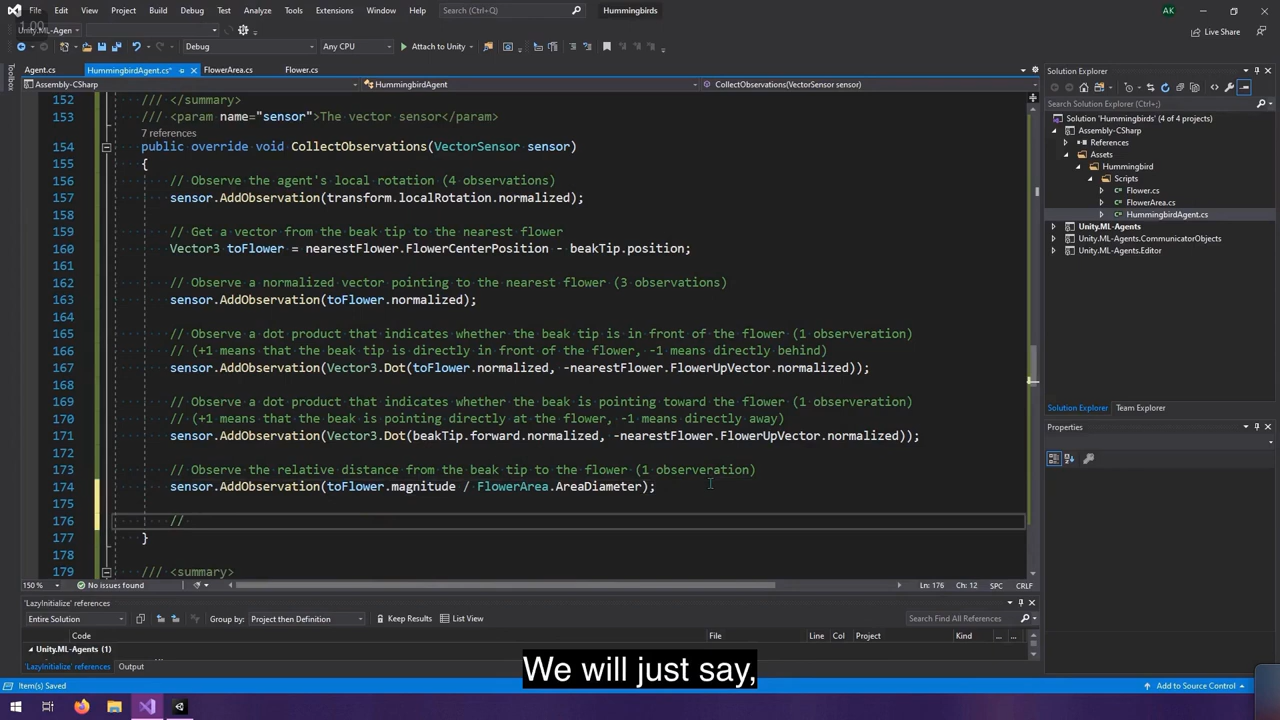 File Edit View Project Build Debug Test Analyze Tools Extensions Window Help Search (Ctrl+Q) Hummingbirds AK
1.00
Unity.ML-Agen
Live Share
Debug Any CPU Attach to Unity
Toolbox
Agent.cs HummingbirdAgent.cs* FlowerArea.cs Flower.cs
Assembly-CSharp HummingbirdAgent CollectObservations(VectorSensor sensor)
152 /// </summary>
153 /// <param name="sensor">The vector sensor</param>
7 references
154 public override void CollectObservations(VectorSensor sensor)
155 {
156 // Observe the agent's local rotation (4 observations)
157 sensor.AddObservation(transform.localRotation.normalized);
158
159 // Get a vector from the beak tip to the nearest flower
160 Vector3 toFlower = nearestFlower.FlowerCenterPosition - beakTip.position;
161
162 // Observe a normalized vector pointing to the nearest flower (3 observations)
163 sensor.AddObservation(toFlower.normalized);
164
165 // Observe a dot product that indicates whether the beak tip is in front of the flower (1 observeration)
166 // (+1 means that the beak tip is directly in front of the flower, -1 means directly behind)
167 sensor.AddObservation(Vector3.Dot(toFlower.normalized, -nearestFlower.FlowerUpVector.normalized));
168
169 // Observe a dot product that indicates whether the beak is pointing toward the flower (1 observeration)
170 // (+1 means that the beak is pointing directly at the flower, -1 means directly away)
171 sensor.AddObservation(Vector3.Dot(beakTip.forward.normalized, -nearestFlower.FlowerUpVector.normalized));
172
173 // Observe the relative distance from the beak tip to the flower (1 observeration)
174 sensor.AddObservation(toFlower.magnitude / FlowerArea.AreaDiameter);
175
176 //
177 }
178
179 /// <summary>
150 % No issues found Ln: 176 Ch: 12 SPC CRLF
'LazyInitialize' references
Entire Solution Group by: Project then Definition Keep Results List View Search Find All References
Code File Line Project Kind
Unity.ML-Agents (1)
'LazyInitialize' references Output
Item(s) Saved Add to Source Control
Solution Explorer
Search Solution Explorer (Ctrl+;)
Solution 'Hummingbirds' (4 of 4 projects)
Assembly-CSharp
References
Assets
Hummingbird
Scripts
Flower.cs
FlowerArea.cs
HummingbirdAgent.cs
Unity.ML-Agents
Unity.ML-Agents.CommunicatorObjects
Unity.ML-Agents.Editor
Solution Explorer Team Explorer
Properties
We will just say,